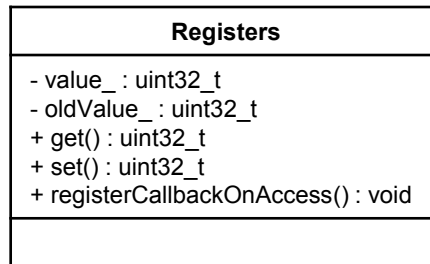 Registers
- value_ : uint32_t
- oldValue_ : uint32_t
+ get() : uint32_t
+ set() : uint32_t
+ registerCallbackOnAccess() : void